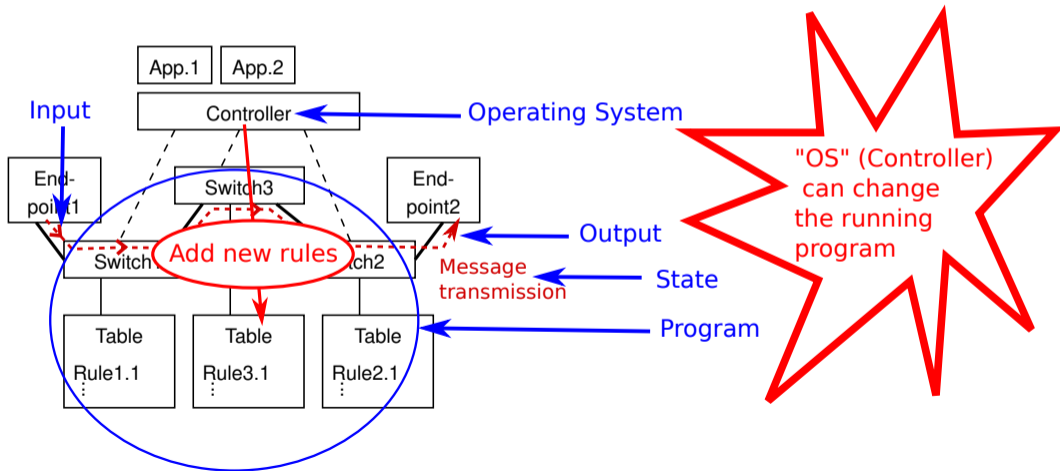 App.1
App.2
Input
Controller
Operating System
"OS" (Controller)
can change
the running
program
End-
point1
Switch3
End-
point2
Switch
Add new rules
tch2
Output
Message
transmission
State
Program
Table
Rule1.1
Table
Rule3.1
Table
Rule2.1